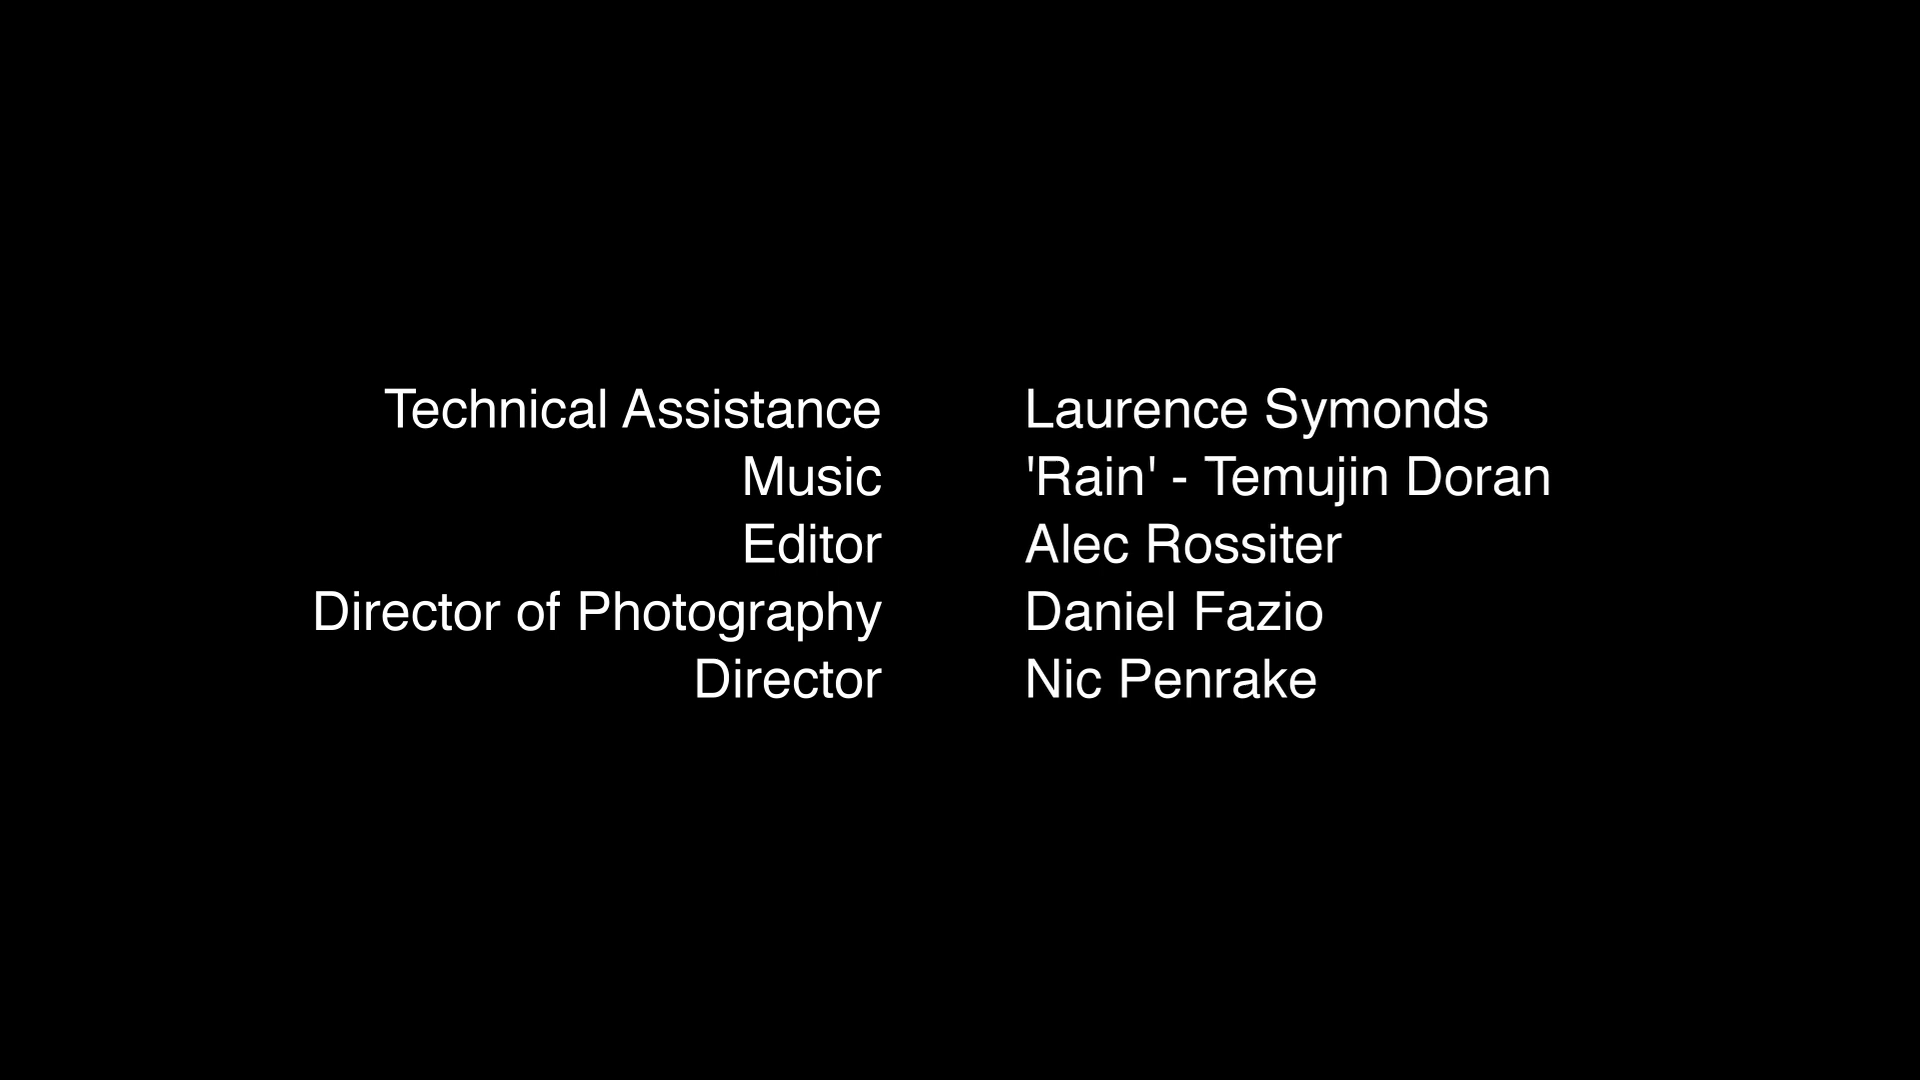 Technical Assistance Laurence Symonds
Music 'Rain' - Temujin Doran
Editor Alec Rossiter
Director of Photography Daniel Fazio
Director Nic Penrake